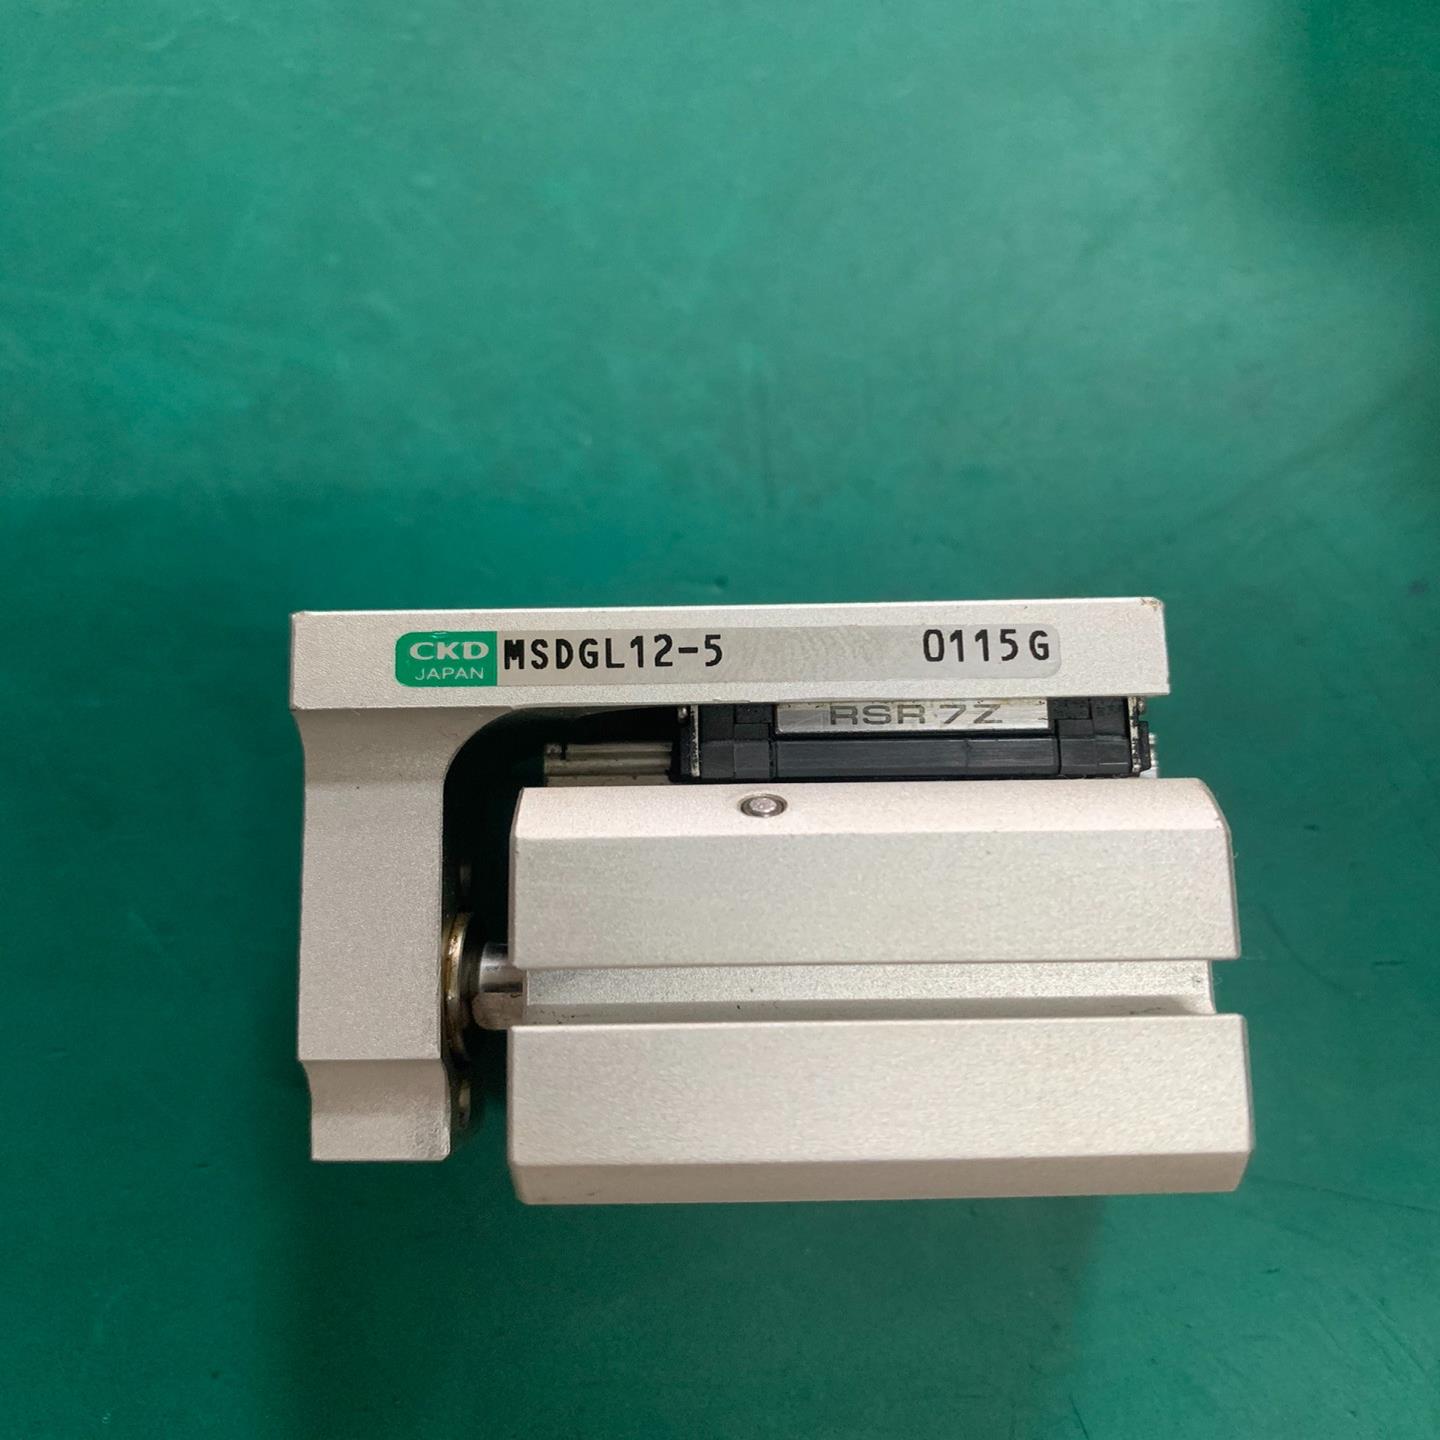 CKD MSDGL12-5 0115G
JAPAN
RSR 7Z